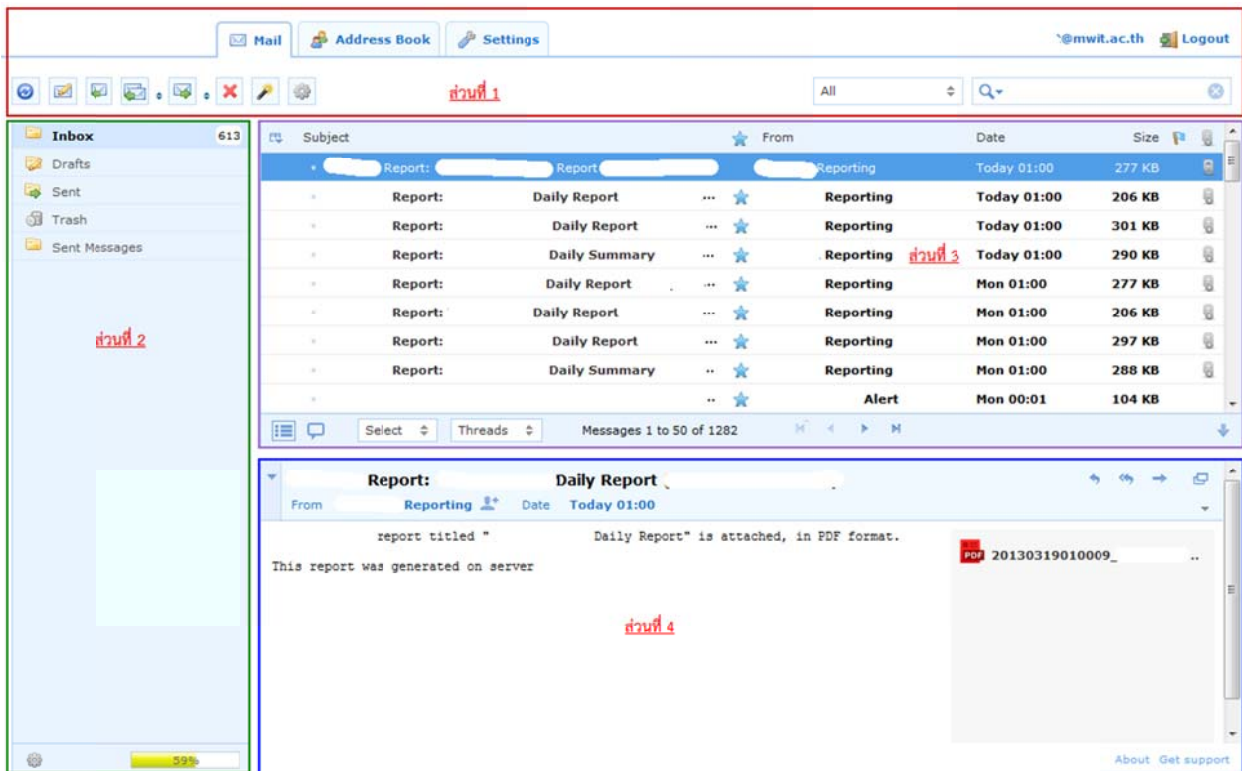 Mail Address Book Settings @mwit.ac.th Logout
ส่วนที่ 1 All
Inbox 613
Drafts
Sent
Trash
Sent Messages
ส่วนที่ 2
59%
Subject From Date Size
Report: Report Reporting Today 01:00 277 KB
Report: Daily Report ... Reporting Today 01:00 206 KB
Report: Daily Report ... Reporting Today 01:00 301 KB
Report: Daily Summary ... Reporting ส่วนที่ 3 Today 01:00 290 KB
Report: Daily Report ... Reporting Mon 01:00 277 KB
Report: Daily Report ... Reporting Mon 01:00 206 KB
Report: Daily Report ... Reporting Mon 01:00 297 KB
Report: Daily Summary .. Reporting Mon 01:00 288 KB
.. Alert Mon 00:01 104 KB
Select Threads Messages 1 to 50 of 1282
Report: Daily Report
From Reporting Date Today 01:00
report titled " Daily Report" is attached, in PDF format.
This report was generated on server
PDF 20130319010009_ ..
ส่วนที่ 4
About Get support